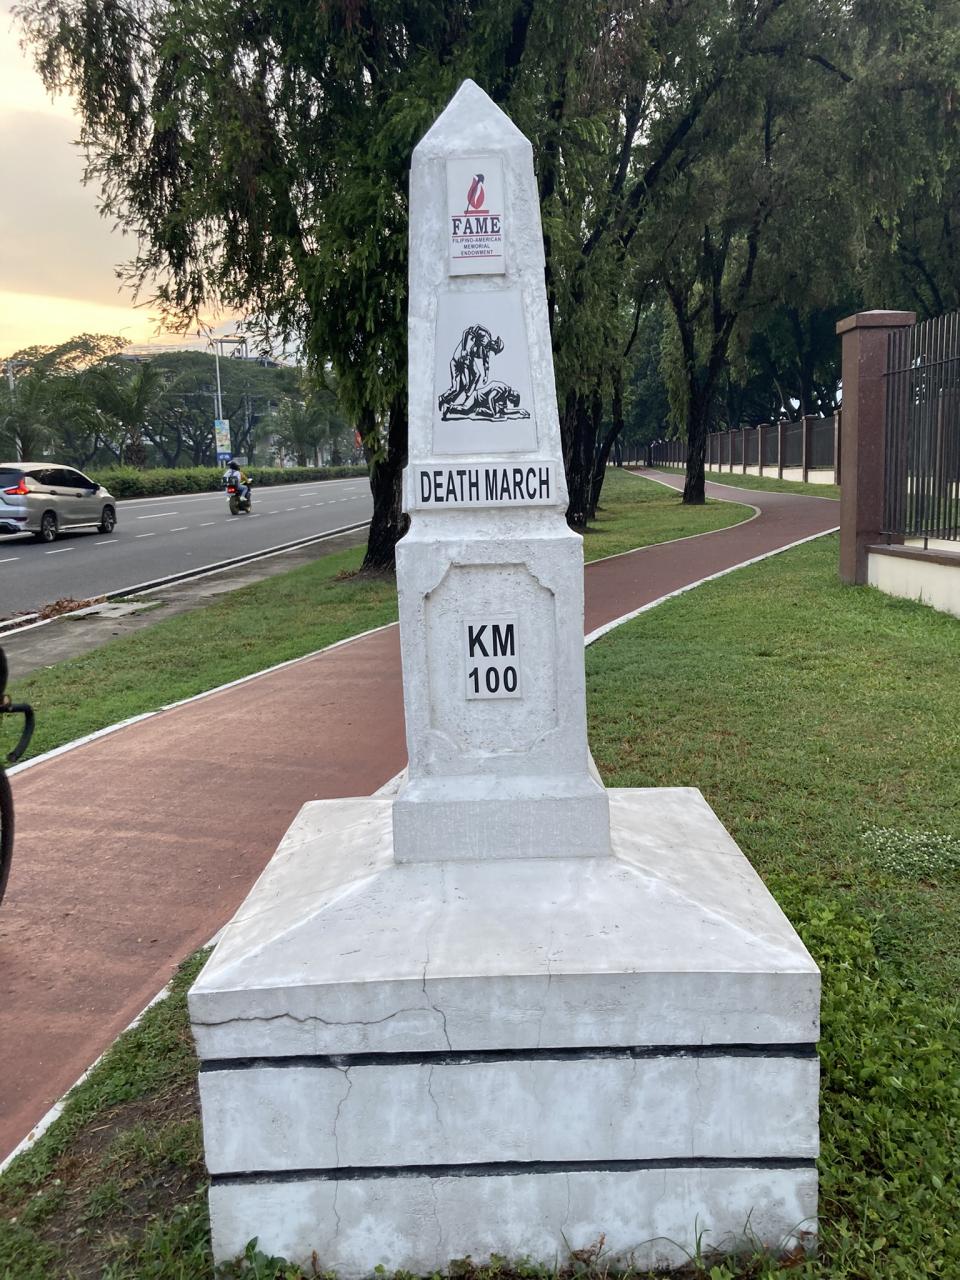 FAME
FILIPINO-AMERICAN
MEMORIAL
ENDOWMENT
DEATH MARCH
KM
100